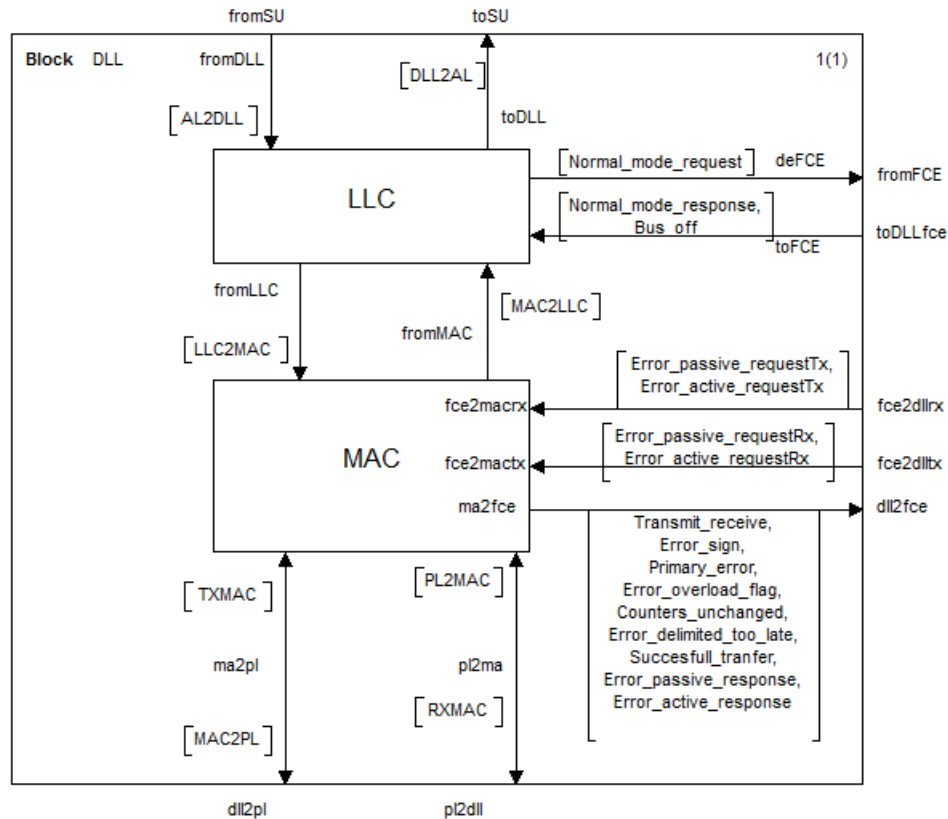 fromSU toSU
Block DLL fromDLL 1(1)
[DLL2AL]
[AL2DLL] toDLL
[Normal_mode_request] deFCE fromFCE
LLC
[Normal_mode_response,
Bus_off] toDLLfce
toFCE
fromLLC
[MAC2LLC]
fromMAC
[LLC2MAC]
[Error_passive_requestTx,
Error_active_requestTx]
fce2macrx fce2dllrx
[Error_passive_requestRx,
Error_active_requestRx]
MAC fce2mactx fce2dlltx
ma2fce dll2fce
[Transmit_receive,
Error_sign,
Primary_error,
Error_overload_flag,
Counters_unchanged,
Error_delimited_too_late,
Succesfull_tranfer,
Error_passive_response,
Error_active_response]
[PL2MAC]
[TXMAC]
ma2pl pl2ma
[RXMAC]
[MAC2PL]
dll2pl pl2dll